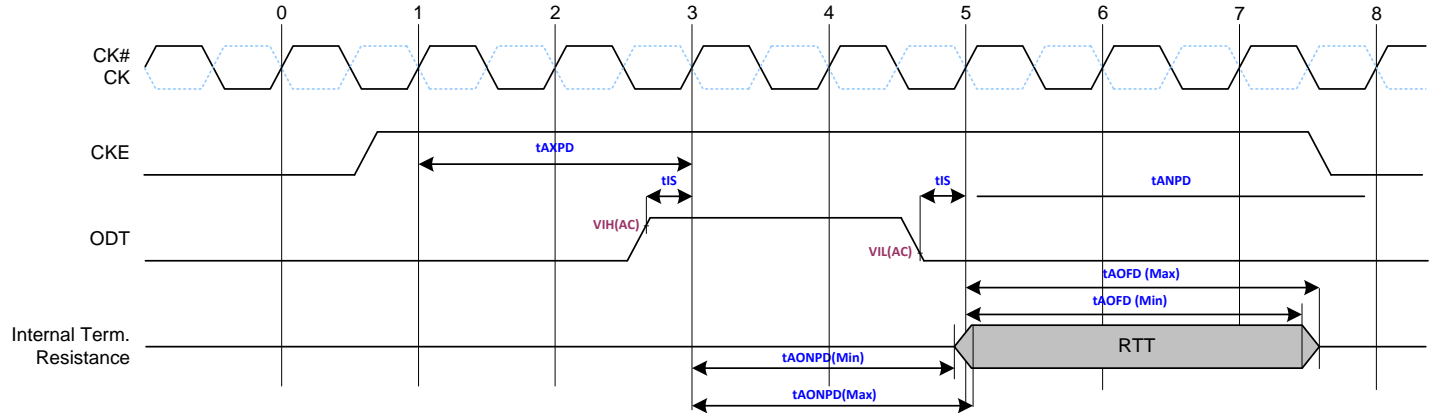 0 1 2 3 4 5 6 7 8
CK#
CK
CKE
tAXPD
tIS
tIS
tANPD
VIH(AC)
ODT
VIL(AC)
tAOFD (Max)
tAOFD (Min)
Internal Term.
Resistance
RTT
tAONPD(Min)
tAONPD(Max)